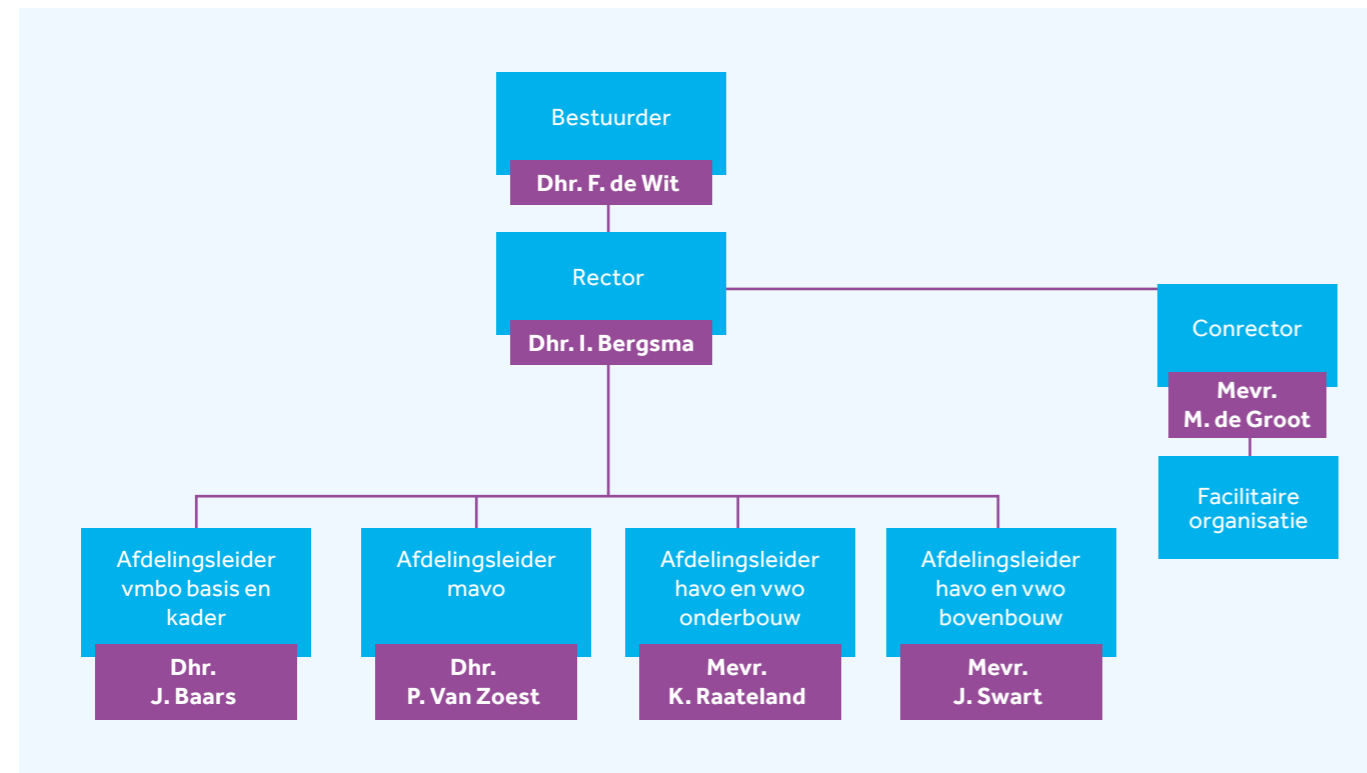 Bestuurder
Dhr. F. de Wit
Rector
Dhr. I. Bergsma
Conrector
Mevr.
M. de Groot
Facilitaire
organisatie
Afdelingsleider
vmbo basis en
kader
Dhr.
J. Baars
Afdelingsleider
mavo
Dhr.
P. Van Zoest
Afdelingsleider
havo en vwo
onderbouw
Mevr.
K. Raateland
Afdelingsleider
havo en vwo
bovenbouw
Mevr.
J. Swart